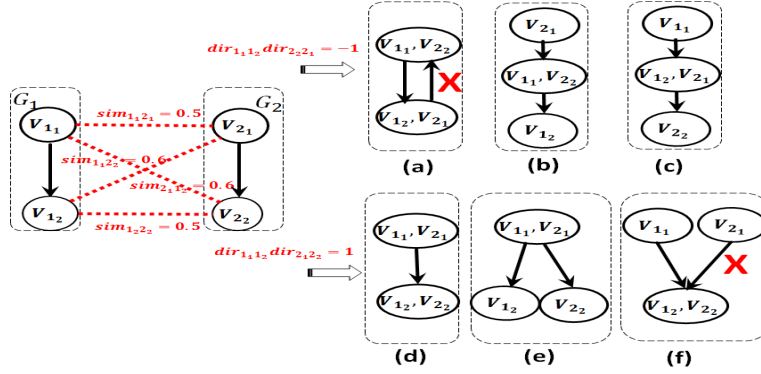 G₁
V₁₁
V₁₂
G₂
V₂₁
V₂₂
sim₁₁₂₁ = 0.5
sim₁₁₂₂ = 0.6
sim₂₁₁₂ = 0.6
sim₁₂₂₂ = 0.5
dir₁₁₁₂dir₂₂₂₁ = −1
V₁₁, V₂₂
X
V₁₂, V₂₁
(a)
V₂₁
V₁₁, V₂₂
V₁₂
(b)
V₁₁
V₁₂, V₂₁
V₂₂
(c)
dir₁₁₁₂dir₂₁₂₂ = 1
V₁₁, V₂₁
V₁₂, V₂₂
(d)
V₁₁, V₂₁
V₁₂
V₂₂
(e)
V₁₁
V₂₁
X
V₁₂, V₂₂
(f)